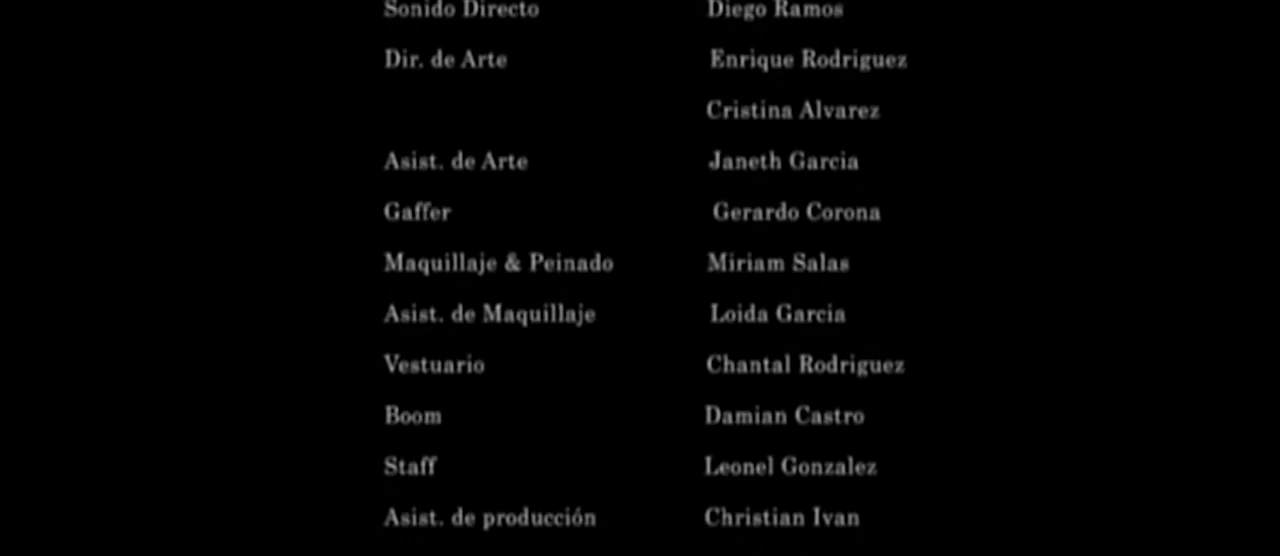 Sonido Directo Diego Ramos
Dir. de Arte Enrique Rodriguez
Cristina Alvarez
Asist. de Arte Janeth Garcia
Gaffer Gerardo Corona
Maquillaje & Peinado Miriam Salas
Asist. de Maquillaje Loida Garcia
Vestuario Chantal Rodriguez
Boom Damian Castro
Staff Leonel Gonzalez
Asist. de producción Christian Ivan